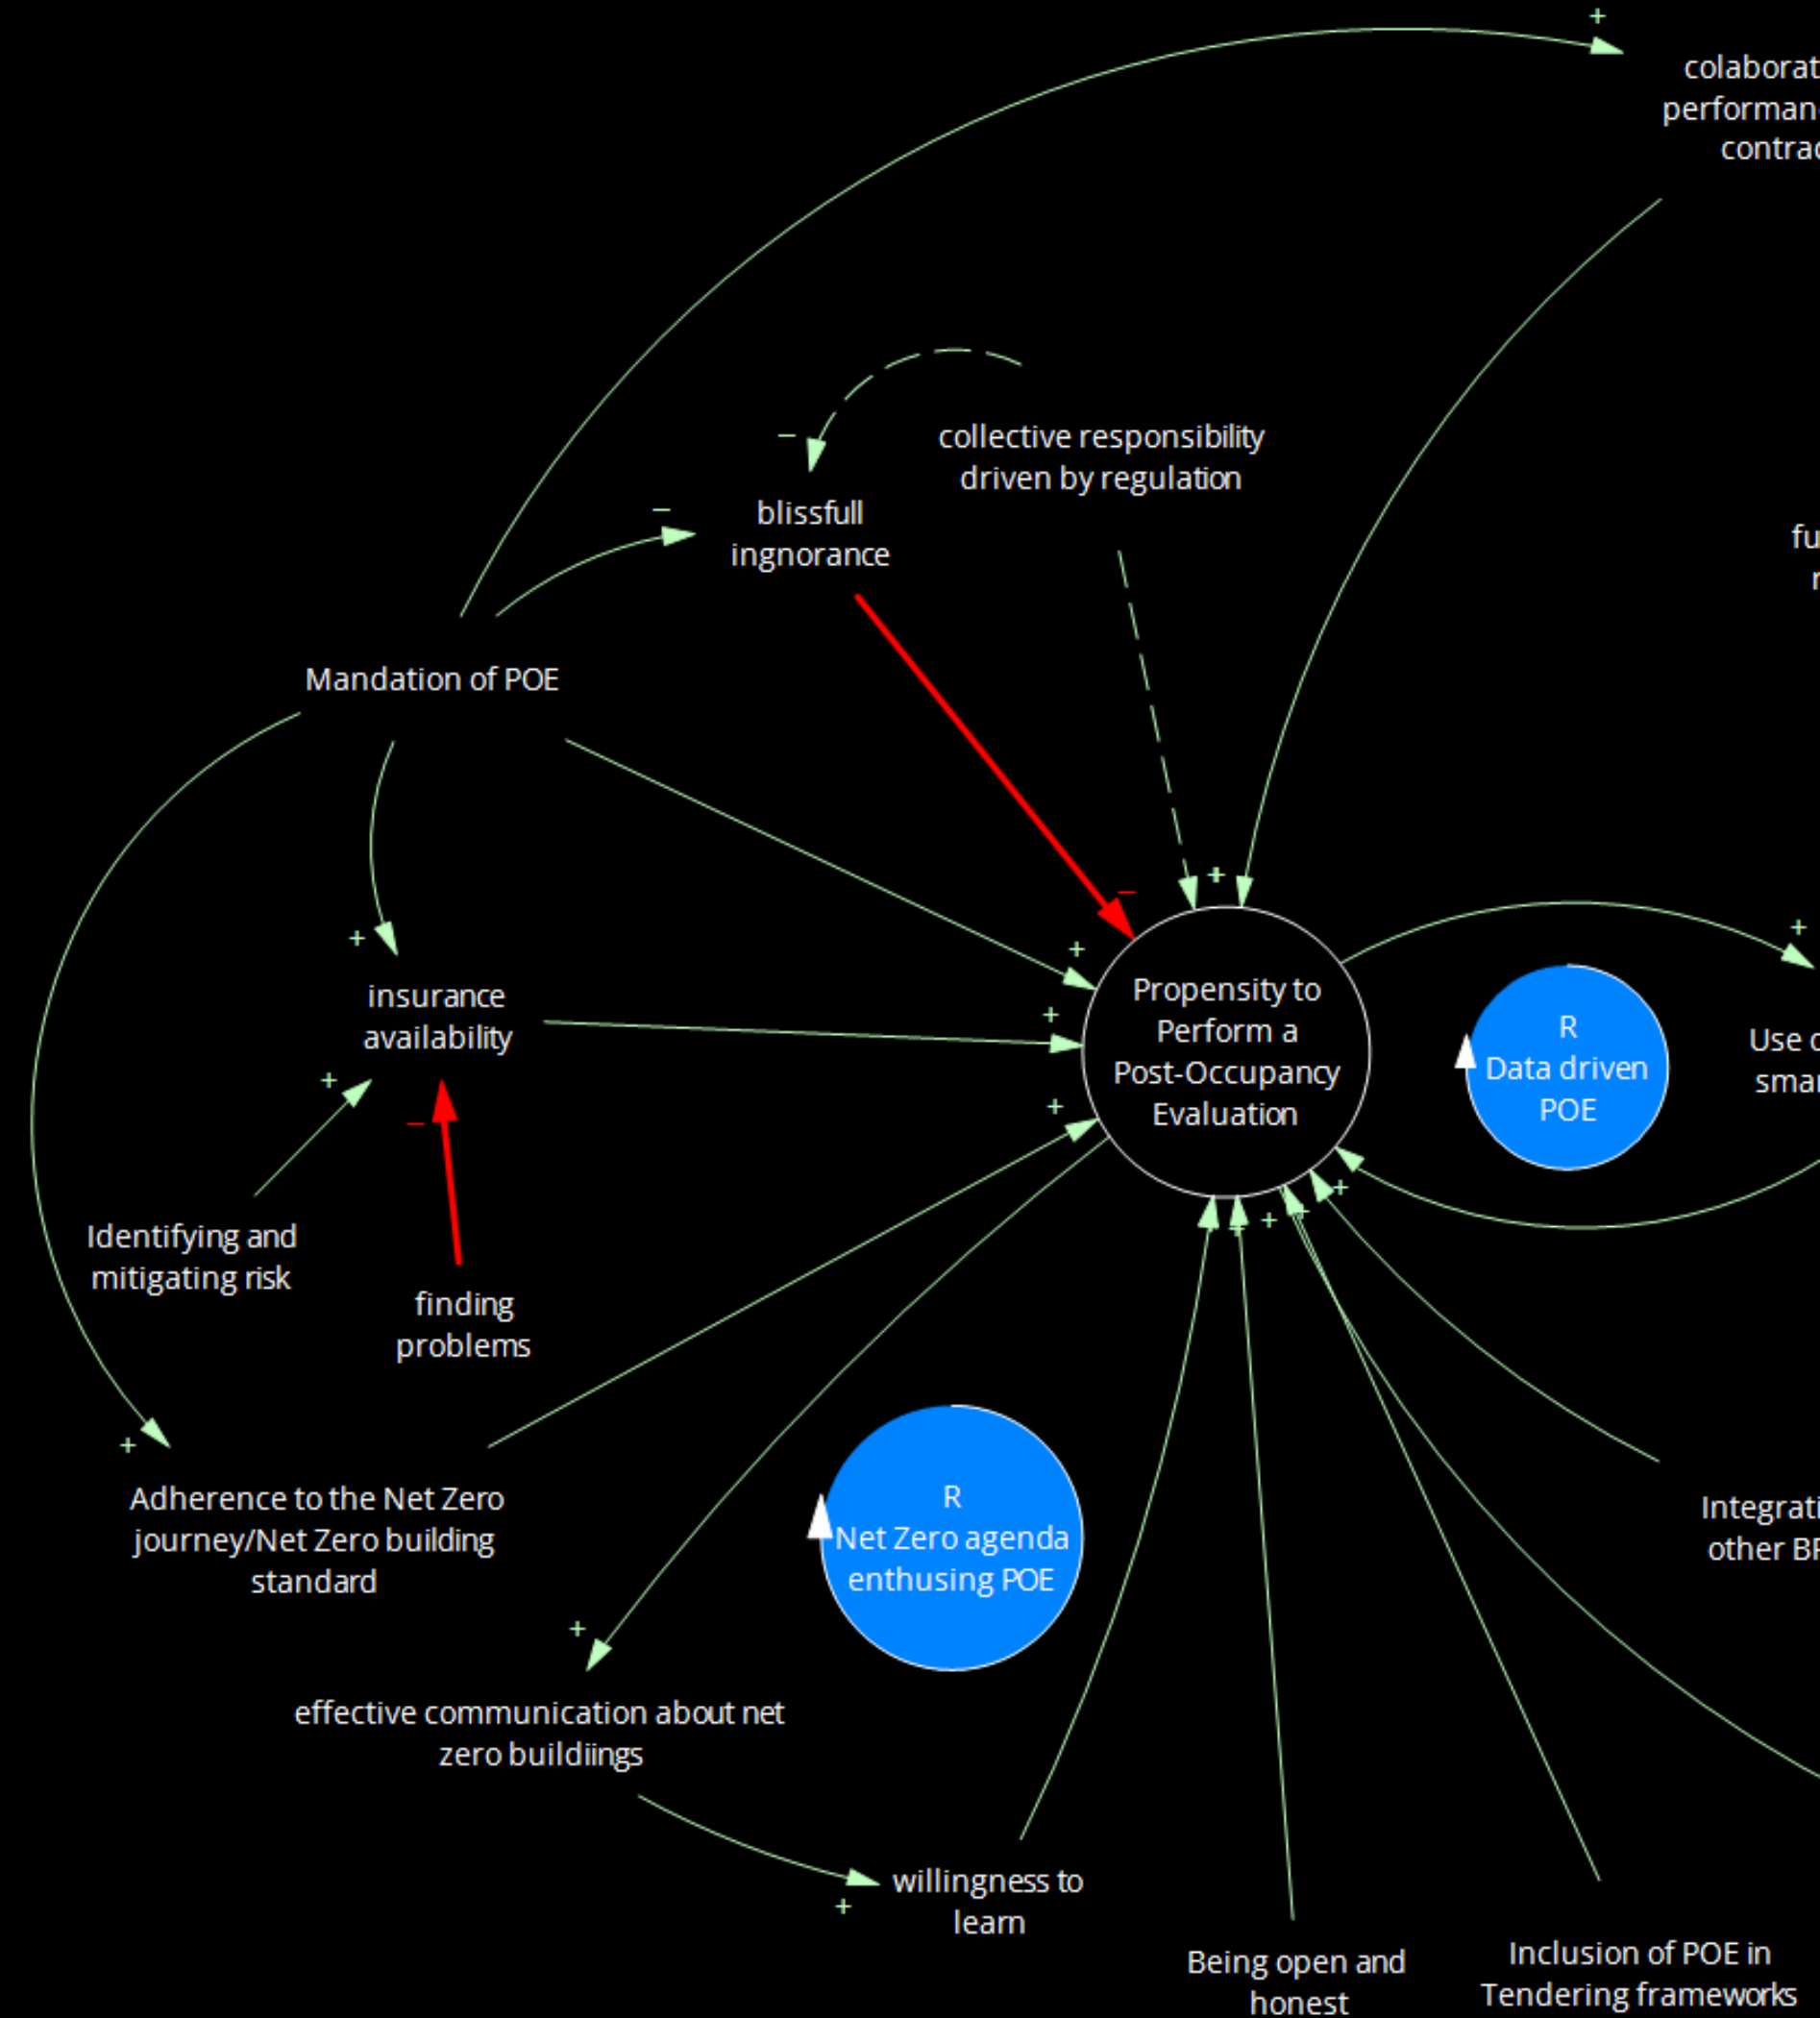 colaborat
performan
contrac
collective responsibility
driven by regulation
blissfull
ingnorance
fu
Mandation of POE
insurance
availability
Propensity to
Perform a
Post-Occupancy
Evaluation
R
Data driven
POE
Use
smar
Identifying and
mitigating risk
finding
problems
Adherence to the Net Zero
journey/Net Zero building
standard
R
Net Zero agenda
enthusing POE
Integrati
other
effective communication about net
zero buildiings
willingness to
learn
Being open and
honest
Inclusion of POE in
Tendering frameworks